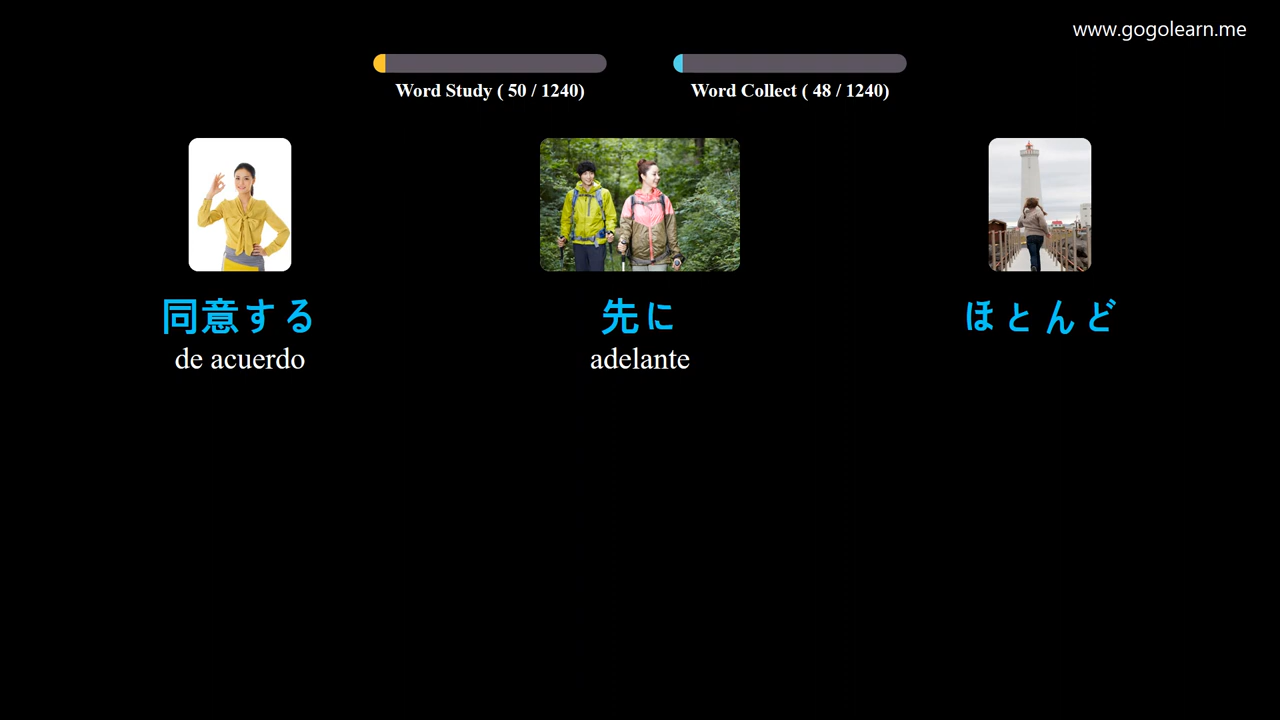 www.gogolearn.me
Word Study ( 50 / 1240)
Word Collect ( 48 / 1240)
同意する
de acuerdo
先に
adelante
ほとんど